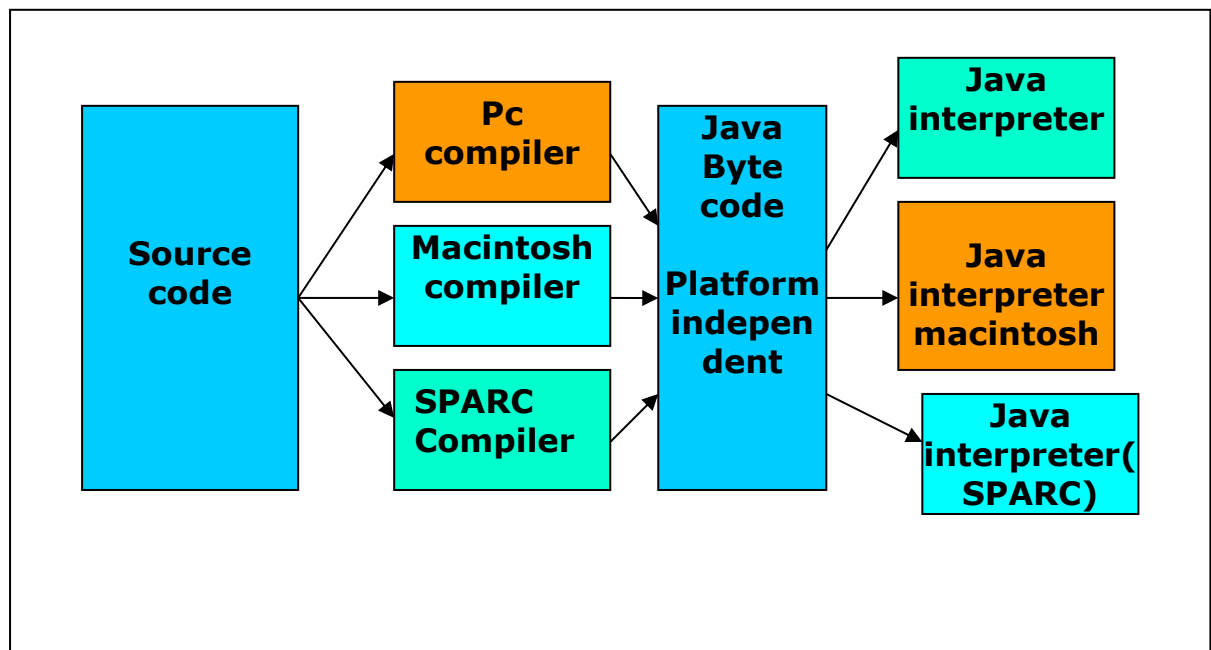 Source
code
Pc
compiler
Macintosh
compiler
SPARC
Compiler
Java
Byte
code
Platform
indepen
dent
Java
interpreter
Java
interpreter
macintosh
Java
interpreter(
SPARC)